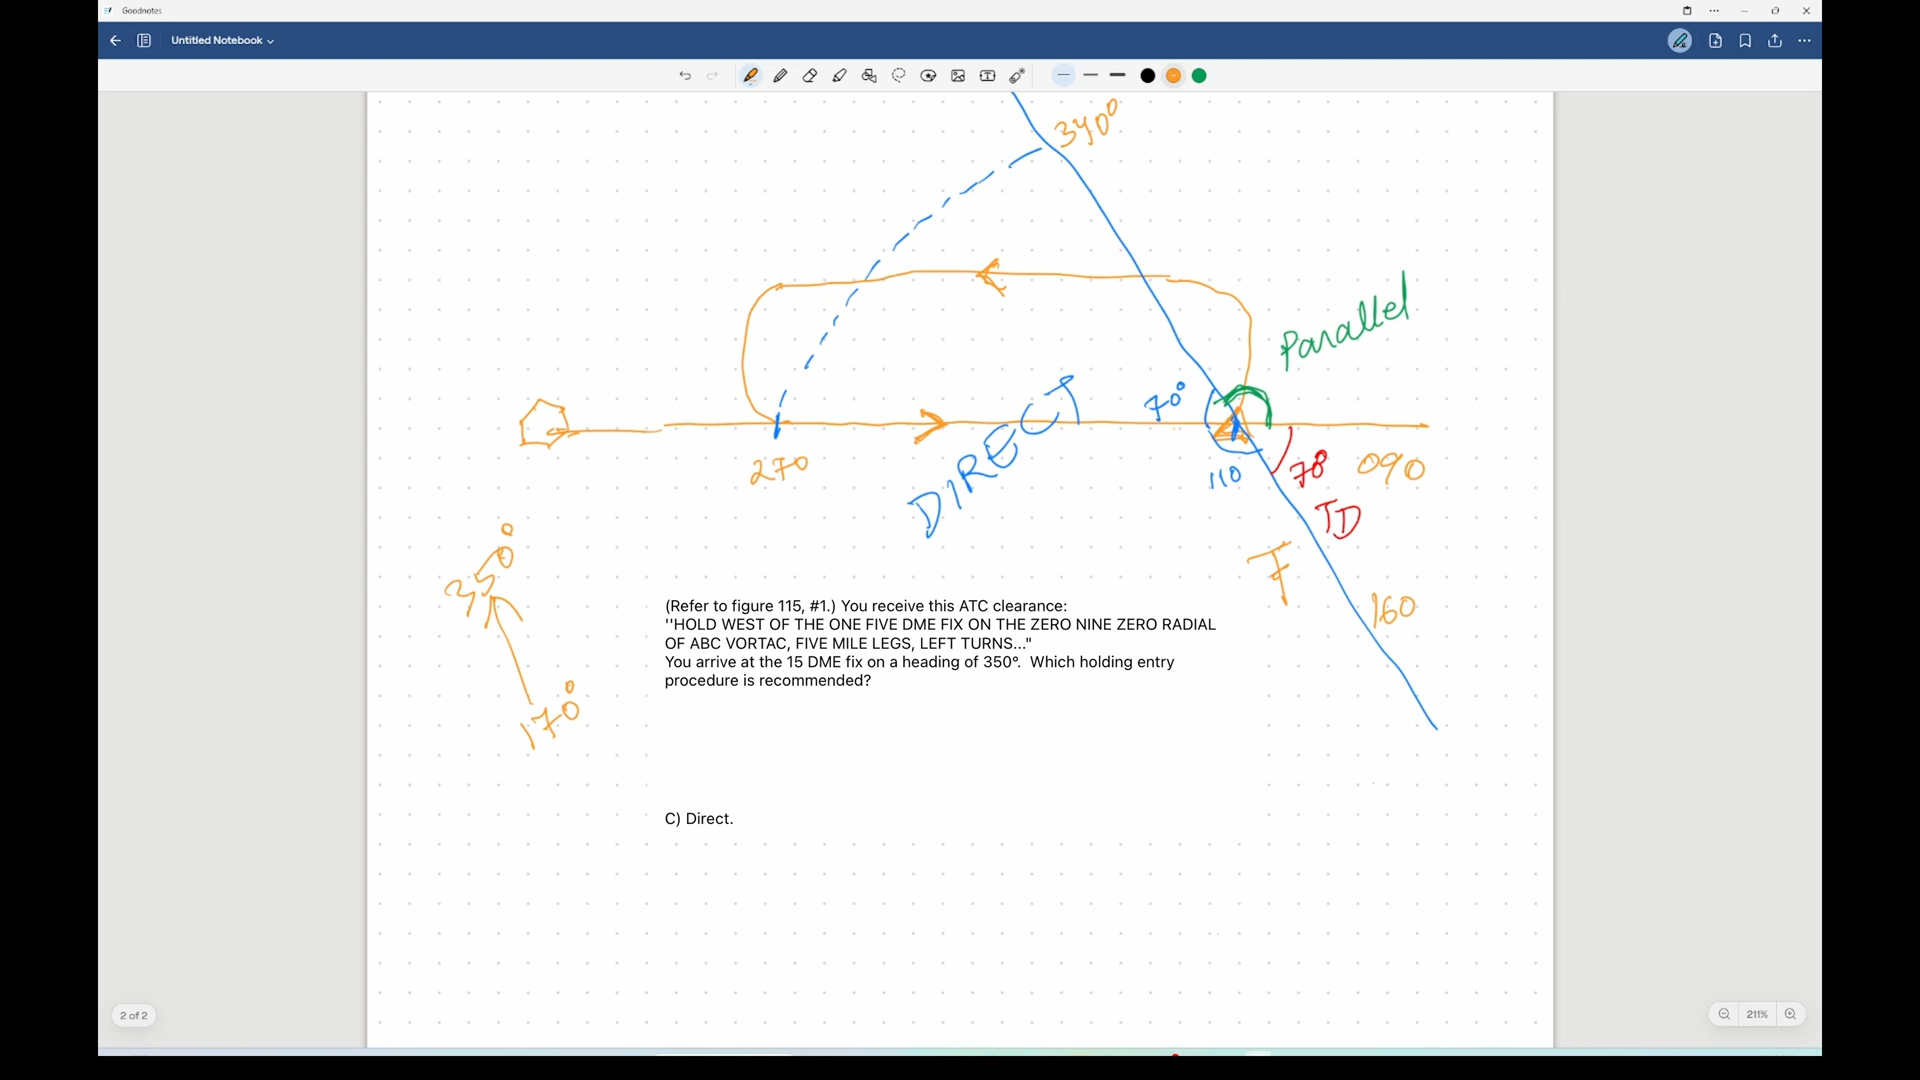 Goodnotes
Untitled Notebook
340°
Parallel
70°
270
DIRECT
110
70°
090
TD
350°
160
(Refer to figure 115, #1.) You receive this ATC clearance:
''HOLD WEST OF THE ONE FIVE DME FIX ON THE ZERO NINE ZERO RADIAL
OF ABC VORTAC, FIVE MILE LEGS, LEFT TURNS..."
You arrive at the 15 DME fix on a heading of 350°. Which holding entry
procedure is recommended?
170°
C) Direct.
2 of 2
211%